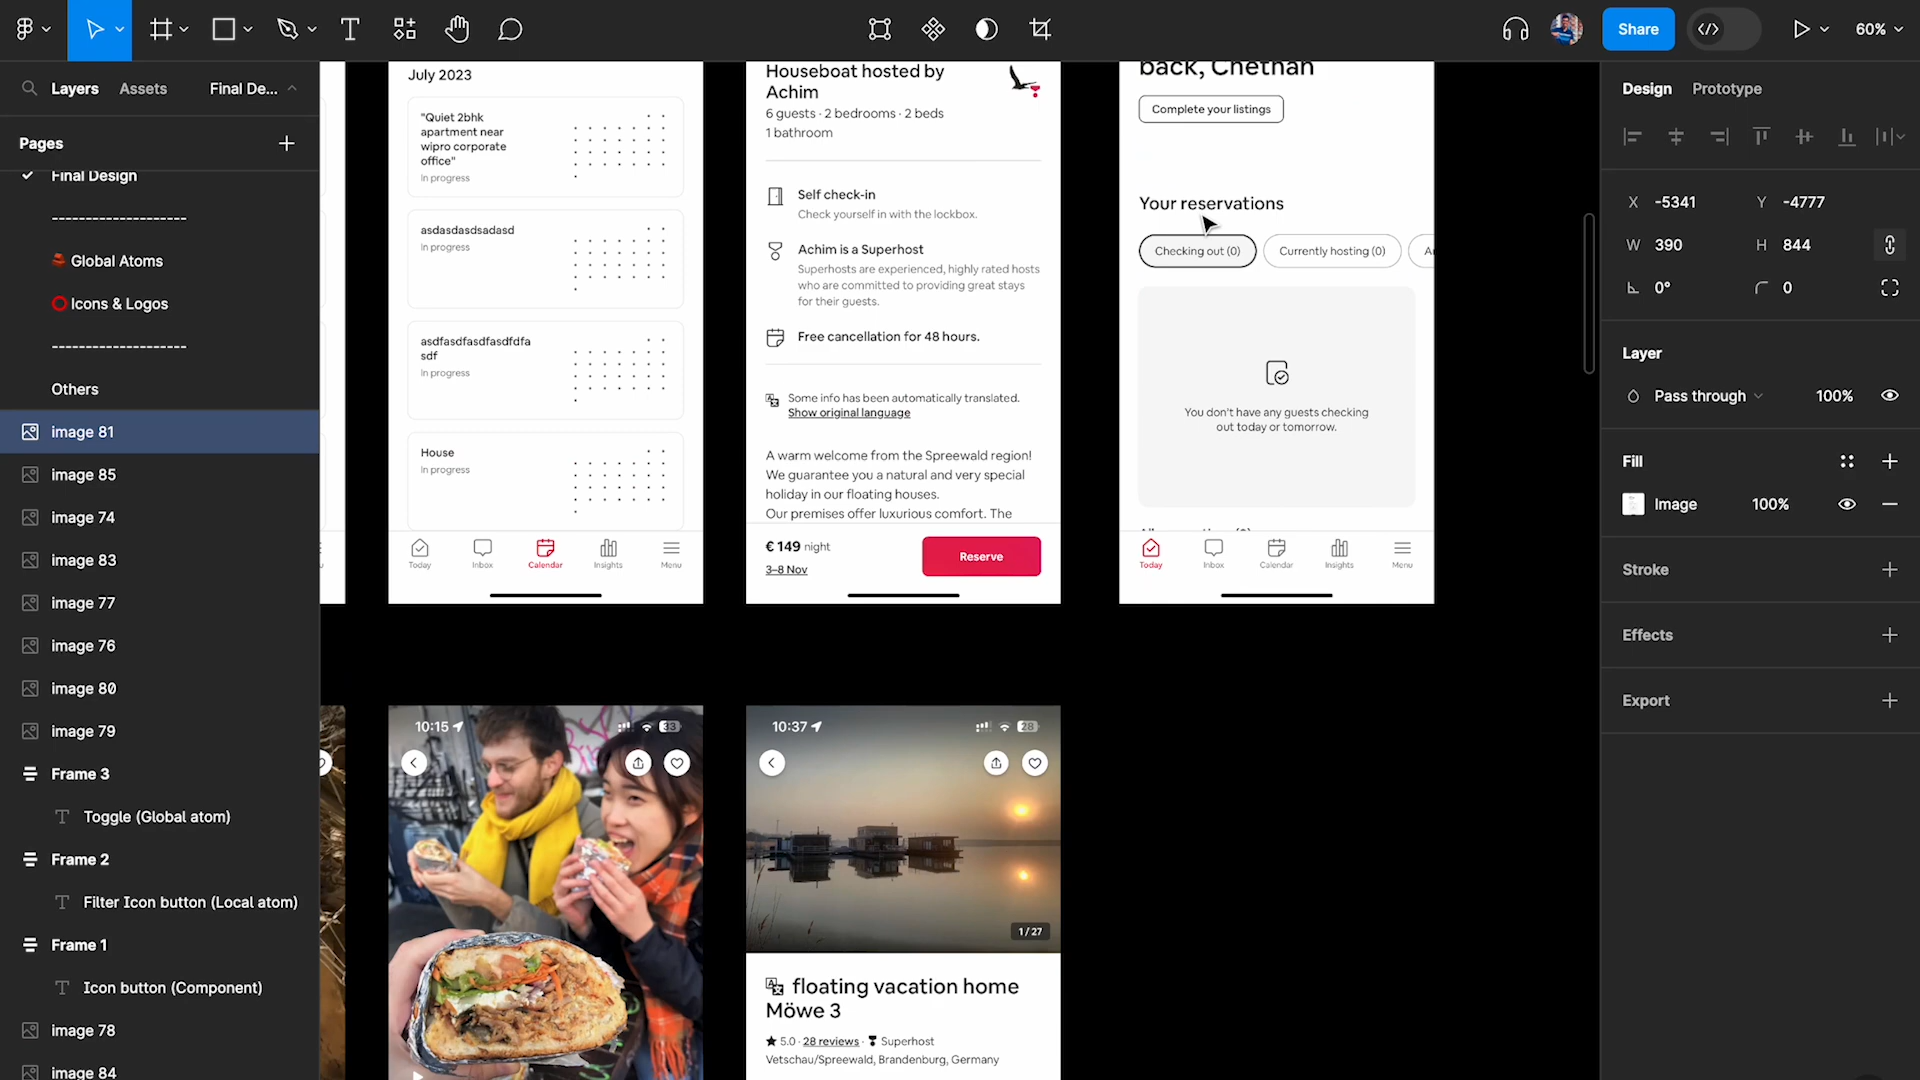 Share
60%
Layers
Assets
Final De...
Pages
Final Design
--------------------
Global Atoms
Icons & Logos
--------------------
Others
image 81
image 85
image 74
image 83
image 77
image 76
image 80
image 79
Frame 3
Toggle (Global atom)
Frame 2
Filter Icon button (Local atom)
Frame 1
Icon button (Component)
image 78
image 84
July 2023
"Quiet 2bhk
apartment near
wipro corporate
office"
In progress
asdasdasdsadasd
In progress
asdfasdfasdfasdfdfa
sdf
In progress
House
In progress
Today
Inbox
Calendar
Insights
Menu
Houseboat hosted by
Achim
6 guests · 2 bedrooms · 2 beds
1 bathroom
Self check-in
Check yourself in with the lockbox.
Achim is a Superhost
Superhosts are experienced, highly rated hosts
who are committed to providing great stays
for their guests.
Free cancellation for 48 hours.
Some info has been automatically translated.
Show original language
A warm welcome from the Spreewald region!
We guarantee you a natural and very special
holiday in our floating houses.
Our premises offer luxurious comfort. The
€ 149 night
3–8 Nov
Reserve
back, Chethan
Complete your listings
Your reservations
Checking out (0)
Currently hosting (0)
You don't have any guests checking
out today or tomorrow.
Today
Inbox
Calendar
Insights
Menu
10:15
33
10:37
28
1 / 27
floating vacation home
Möwe 3
5.0 · 28 reviews · Superhost
Vetschau/Spreewald, Brandenburg, Germany
Design
Prototype
X -5341
Y -4777
W 390
H 844
0°
0
Layer
Pass through
100%
Fill
Image
100%
Stroke
Effects
Export